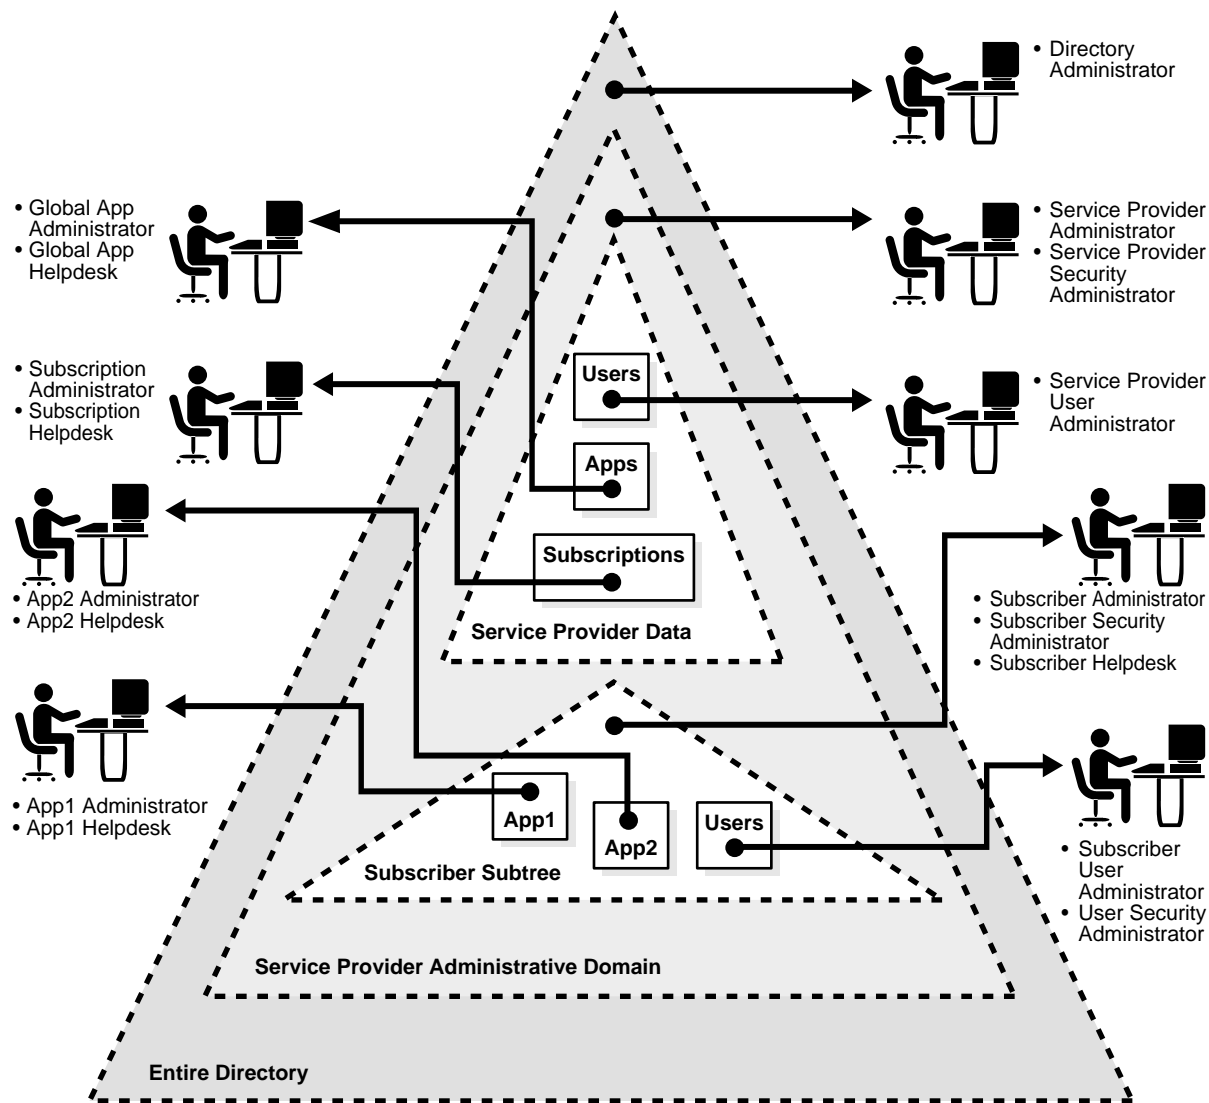 • Directory
Administrator
• Global App
Administrator
• Global App
Helpdesk
• Service Provider
Administrator
• Service Provider
Security
Administrator
• Subscription
Administrator
• Subscription
Helpdesk
Users
• Service Provider
User
Administrator
Apps
Subscriptions
• App2 Administrator
• App2 Helpdesk
• Subscriber Administrator
• Subscriber Security
Administrator
• Subscriber Helpdesk
Service Provider Data
• App1 Administrator
• App1 Helpdesk
App1
App2
Users
Subscriber Subtree
• Subscriber
User
Administrator
• User Security
Administrator
Service Provider Administrative Domain
Entire Directory